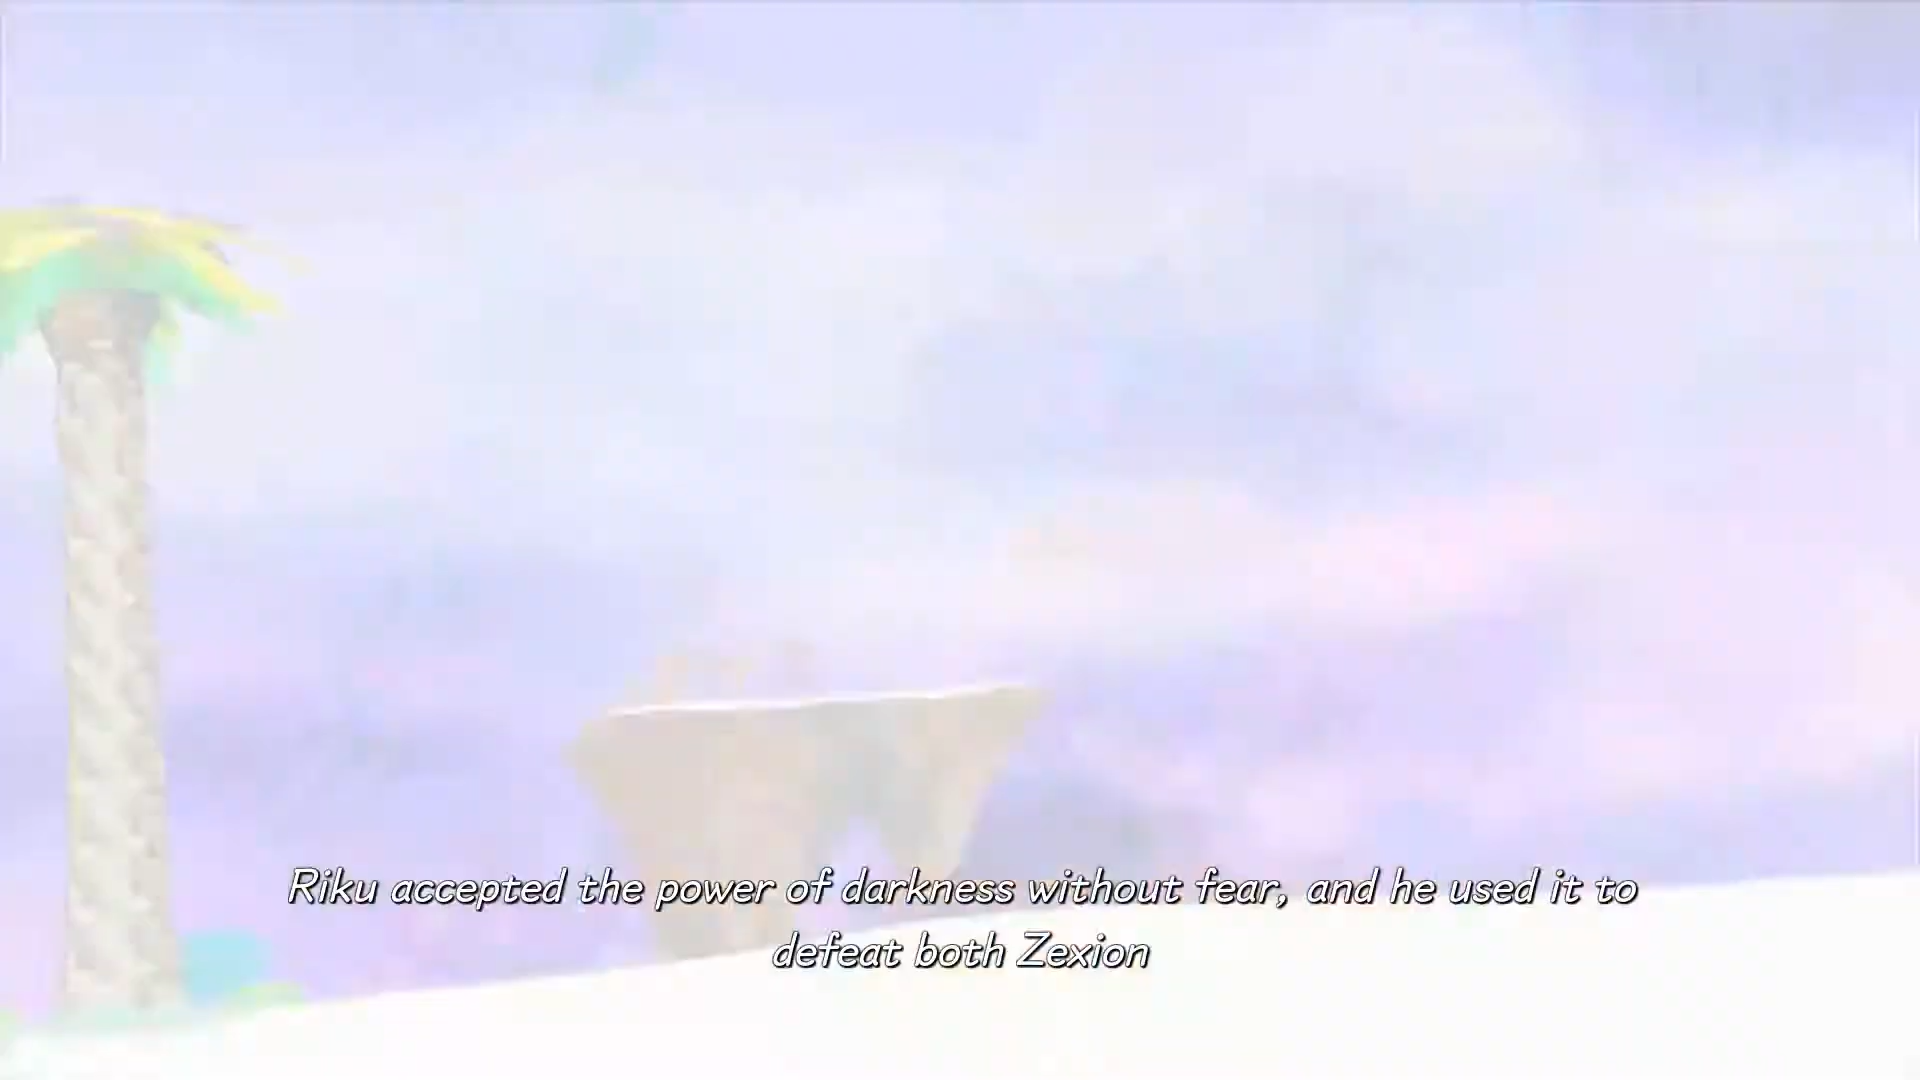 Riku accepted the power of darkness without fear, and he used it to
defeat both Zexion